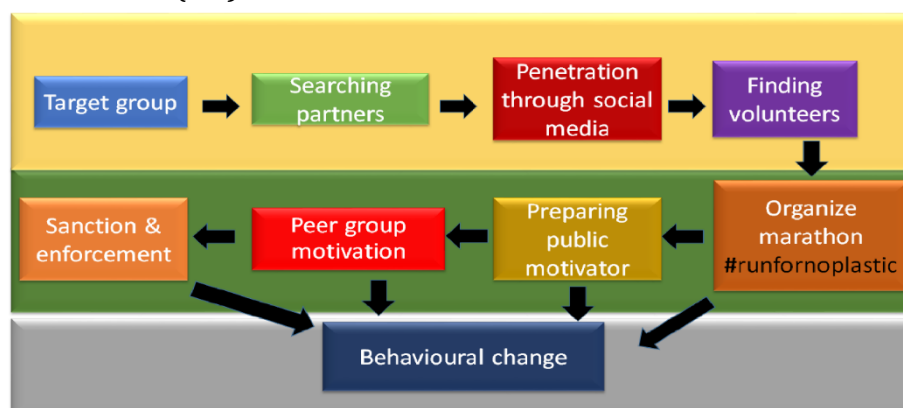 Target group
Searching
partners
Penetration
through social
media
Finding
volunteers
Organize
marathon
#runfornoplastic
Preparing
public
motivator
Peer group
motivation
Sanction &
enforcement
Behavioural change